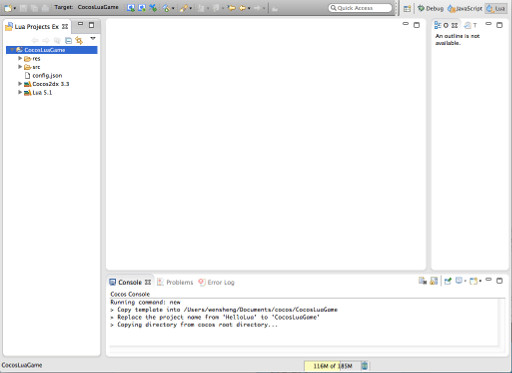 Target: CocosLuaGame
Quick Access
Debug
JavaScript
Lua
Lua Projects Ex
CocosLuaGame
res
src
config.json
Cocos2dx 3.3
Lua 5.1
An outline is not
available.
Console
Problems
Error Log
Cocos Console
Running command: new
> Copy template into /Users/wensheng/Documents/cocos/CocosLuaGame
> Replace the project name from 'HelloLua' to 'CocosLuaGame'
> Copying directory from cocos root directory...
CocosLuaGame
116M of 185M